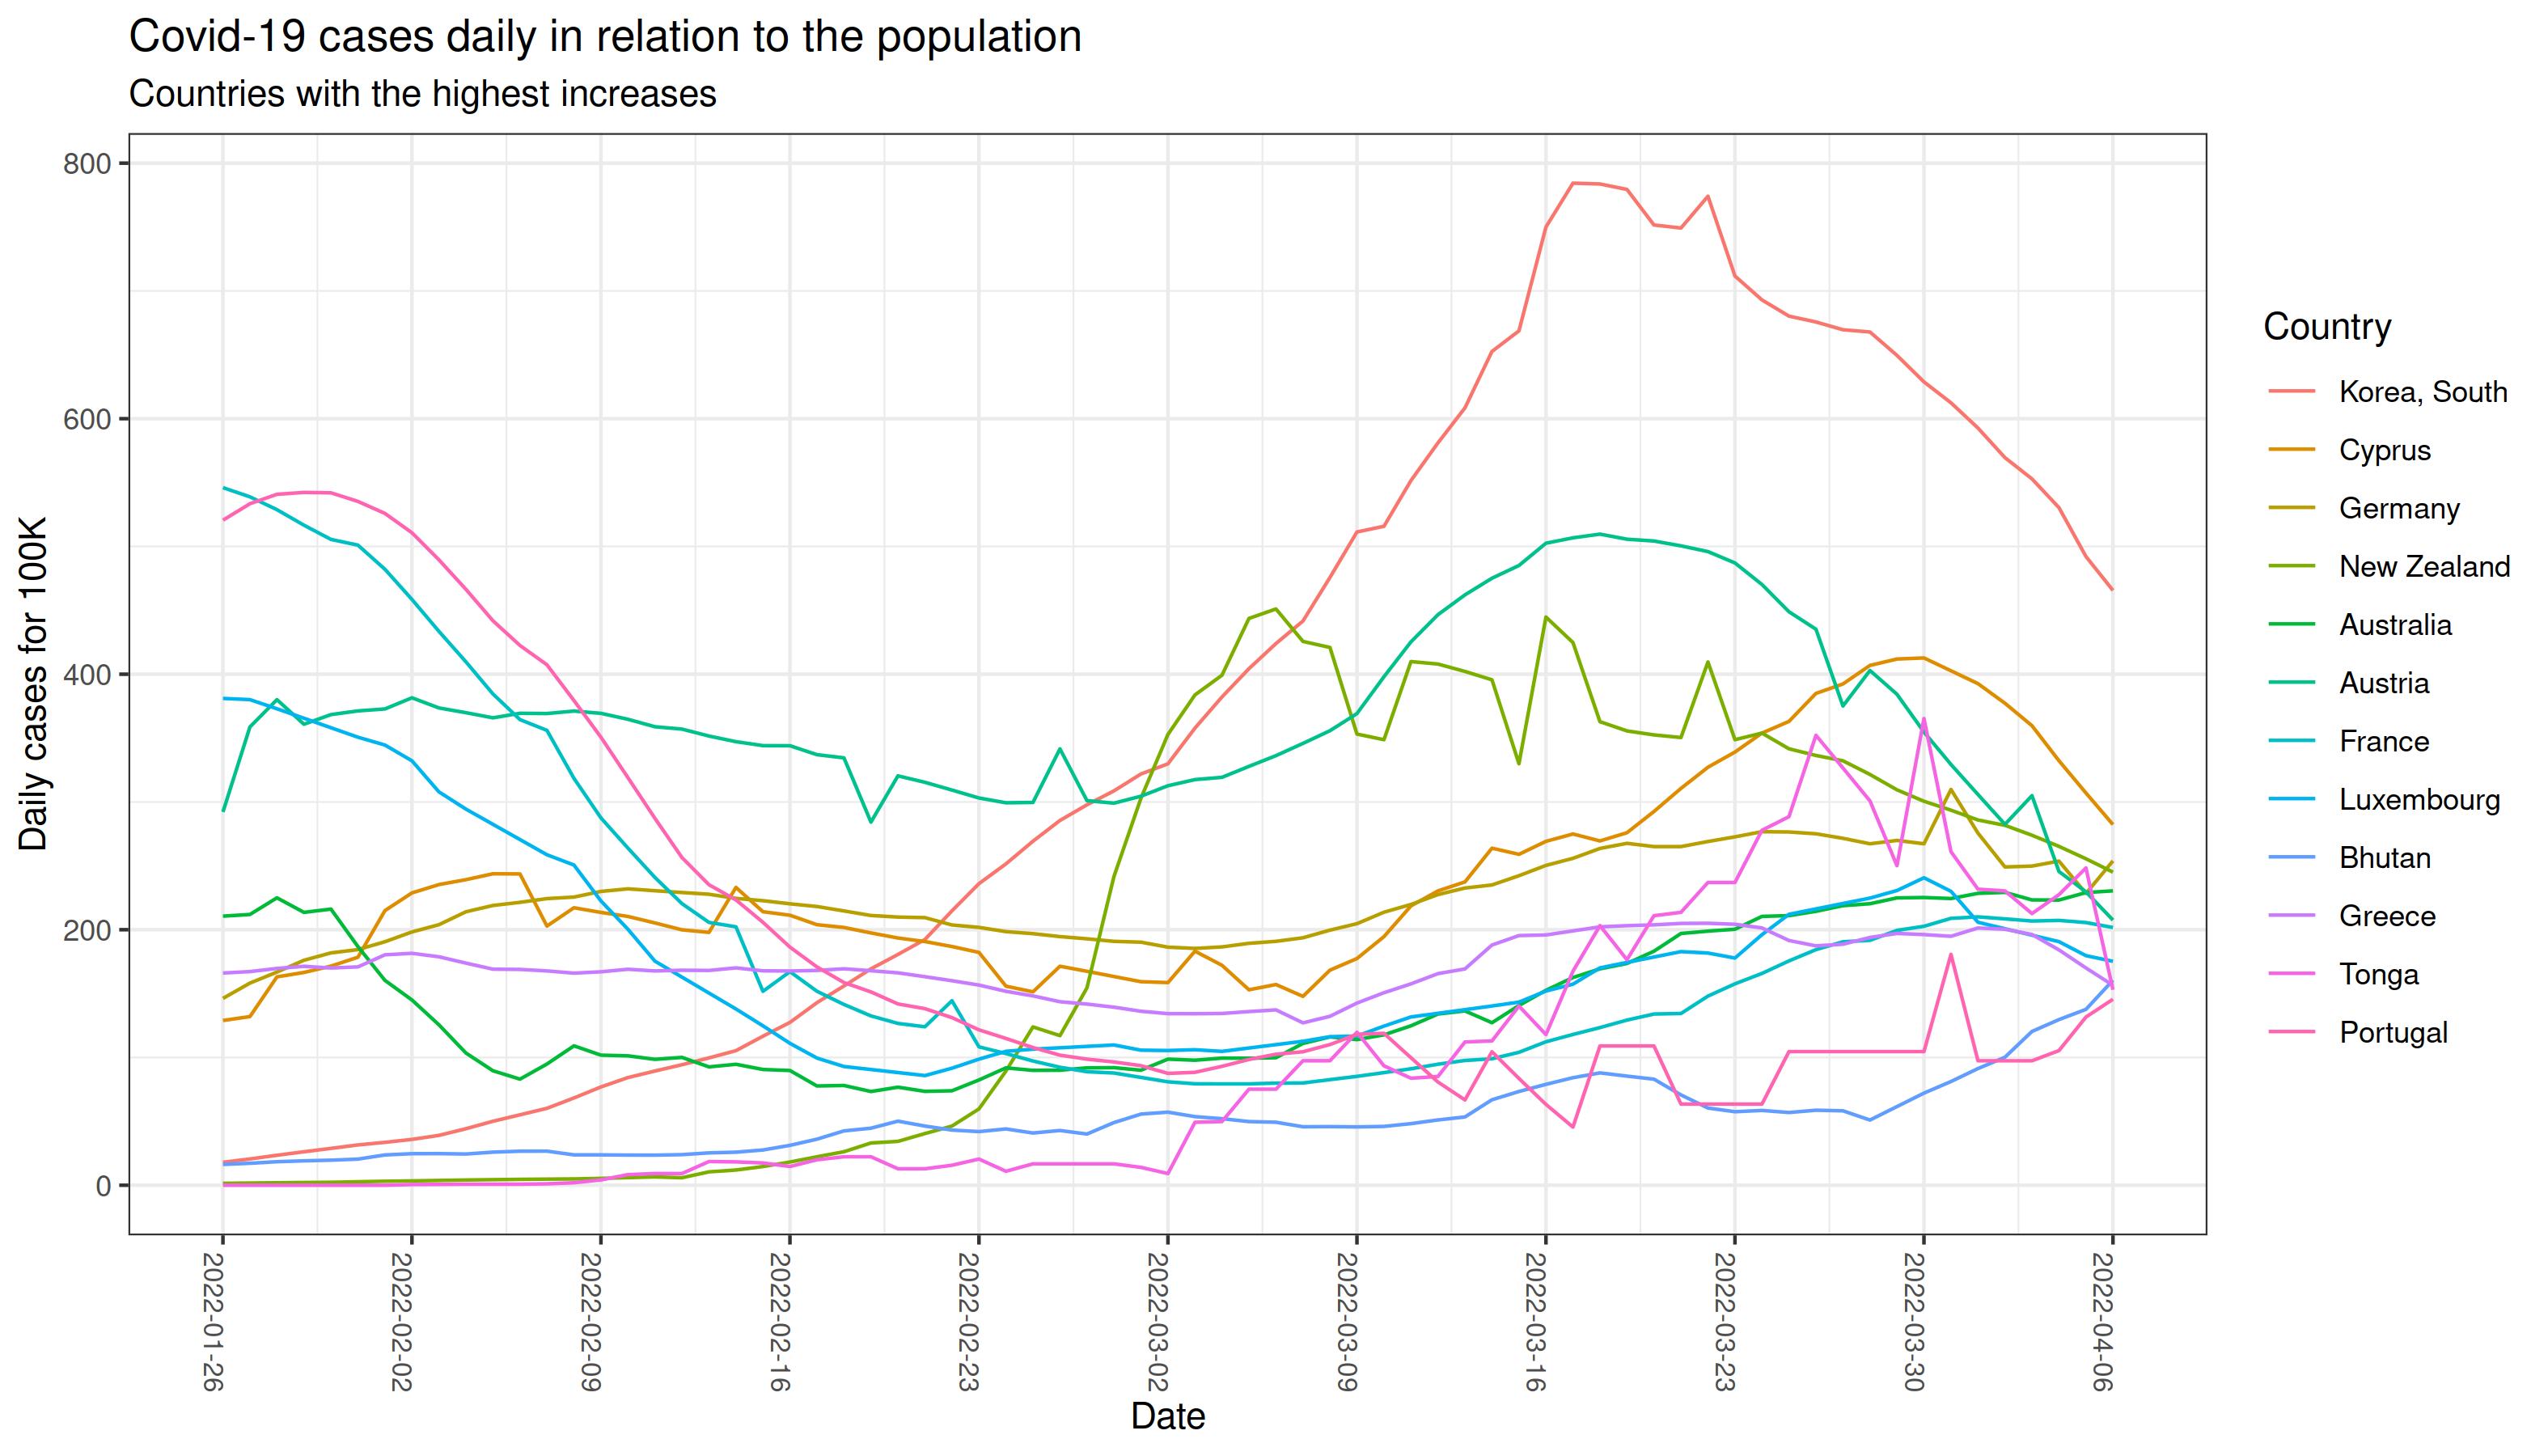 Covid-19 cases daily in relation to the population
Countries with the highest increases
Daily cases for 100K
800
600
400
200
0
2022-01-26
2022-02-02
2022-02-09
2022-02-16
2022-02-23
2022-03-02
2022-03-09
2022-03-16
2022-03-23
2022-03-30
2022-04-06
Date
Country
Korea, South
Cyprus
Germany
New Zealand
Australia
Austria
France
Luxembourg
Bhutan
Greece
Tonga
Portugal